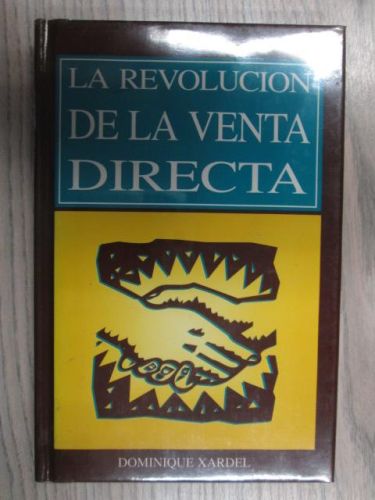 LA REVOLUCION
DE LA VENTA
DIRECTA
DOMINIQUE XARDEL